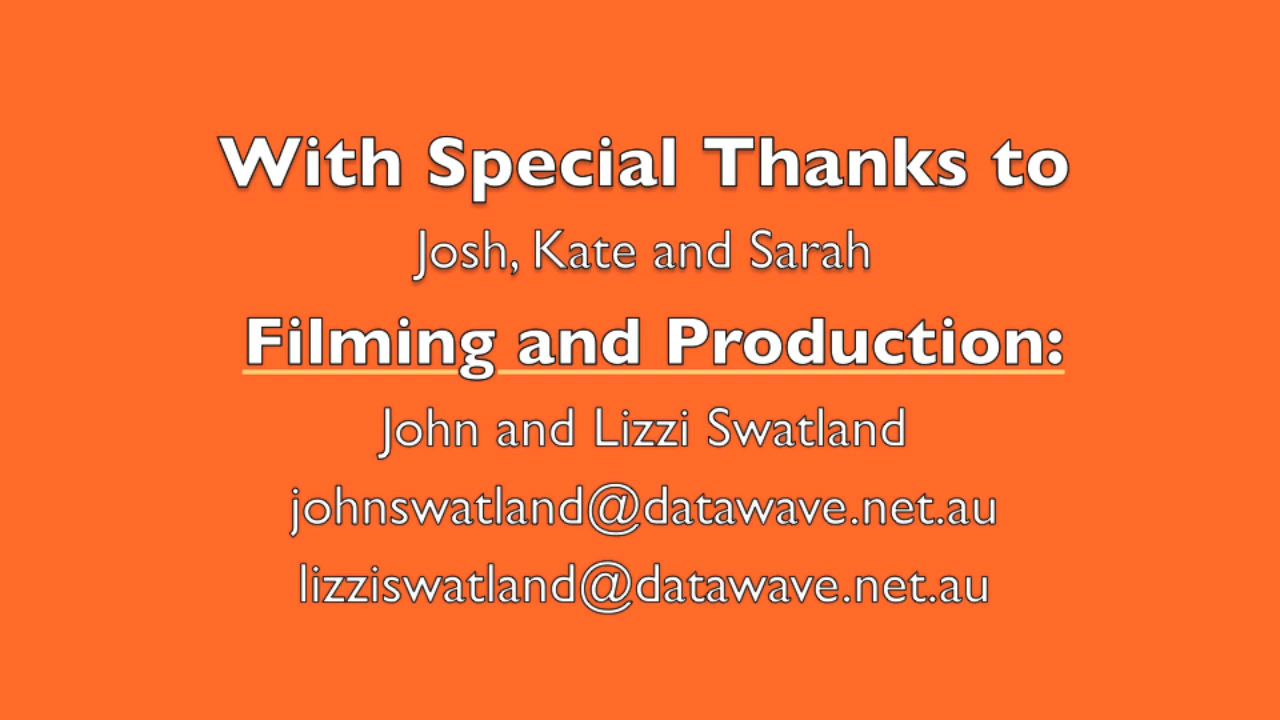 With Special Thanks to
Josh, Kate and Sarah
Filming and Production:
John and Lizzi Swatland
johnswatland@datawave.net.au
lizziswatland@datawave.net.au